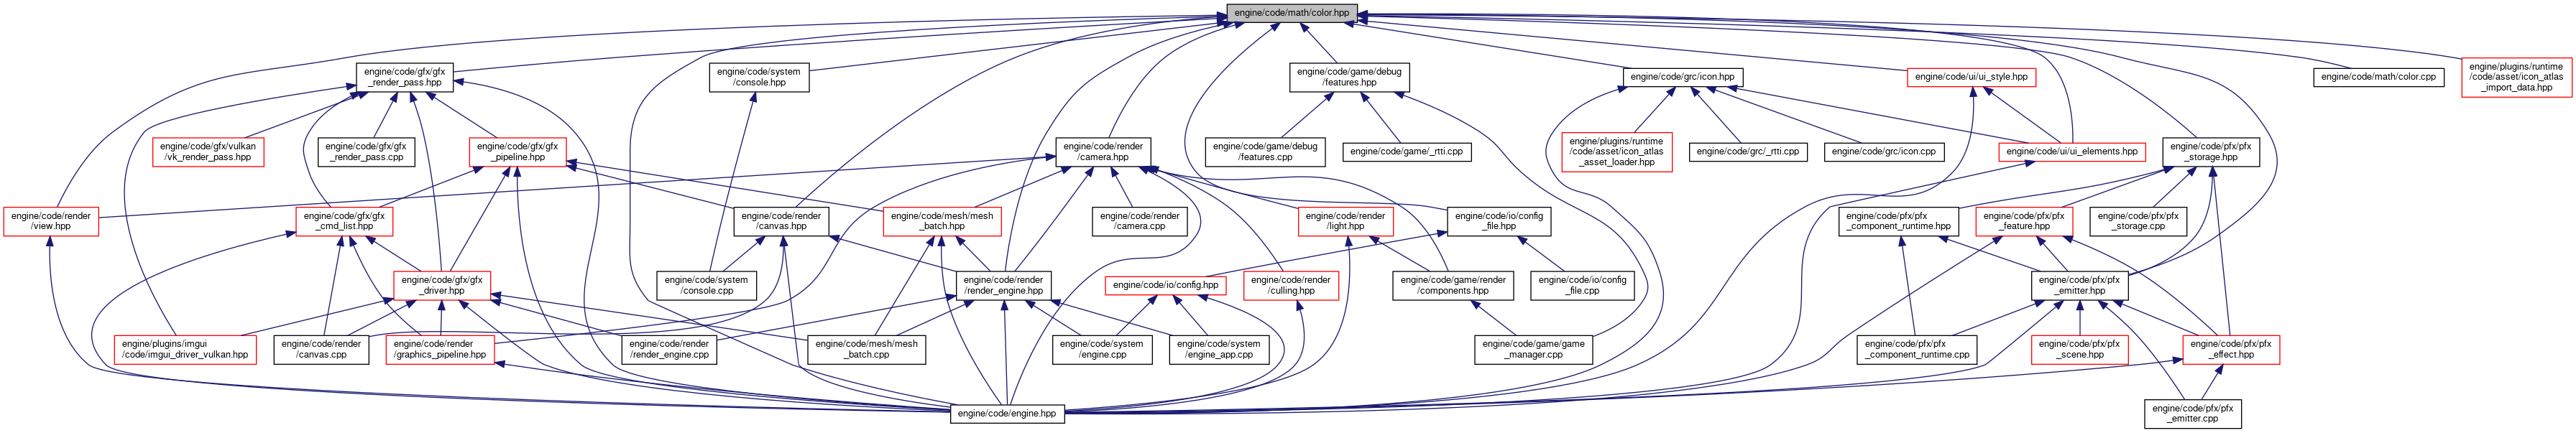 engine/code/math/color.hpp
engine/code/gfx/gfx
_render_pass.hpp
engine/code/system
/console.hpp
engine/code/game/debug
/features.hpp
engine/code/grc/icon.hpp
engine/code/ui/ui_style.hpp
engine/code/math/color.cpp
engine/plugins/runtime
/code/asset/icon_atlas
_import_data.hpp
engine/code/gfx/vulkan
/vk_render_pass.hpp
engine/code/gfx/gfx
_render_pass.cpp
engine/code/gfx/gfx
_pipeline.hpp
engine/code/render
/camera.hpp
engine/code/game/debug
/features.cpp
engine/code/game/_rtti.cpp
engine/plugins/runtime
/code/asset/icon_atlas
_asset_loader.hpp
engine/code/grc/_rtti.cpp
engine/code/grc/icon.cpp
engine/code/ui/ui_elements.hpp
engine/code/pfx/pfx
_storage.hpp
engine/code/render
/view.hpp
engine/code/gfx/gfx
_cmd_list.hpp
engine/code/render
/canvas.hpp
engine/code/mesh/mesh
_batch.hpp
engine/code/render
/camera.cpp
engine/code/render
/light.hpp
engine/code/io/config
_file.hpp
engine/code/pfx/pfx
_component_runtime.hpp
engine/code/pfx/pfx
_feature.hpp
engine/code/pfx/pfx
_storage.cpp
engine/code/gfx/gfx
_driver.hpp
engine/code/system
/console.cpp
engine/code/render
/render_engine.hpp
engine/code/io/config.hpp
engine/code/render
/culling.hpp
engine/code/game/render
/components.hpp
engine/code/io/config
_file.cpp
engine/code/pfx/pfx
_emitter.hpp
engine/plugins/imgui
/code/imgui_driver_vulkan.hpp
engine/code/render
/canvas.cpp
engine/code/render
/graphics_pipeline.hpp
engine/code/render
/render_engine.cpp
engine/code/mesh/mesh
_batch.cpp
engine/code/system
/engine.cpp
engine/code/system
/engine_app.cpp
engine/code/game/game
_manager.cpp
engine/code/pfx/pfx
_component_runtime.cpp
engine/code/pfx/pfx
_scene.hpp
engine/code/pfx/pfx
_effect.hpp
engine/code/engine.hpp
engine/code/pfx/pfx
_emitter.cpp